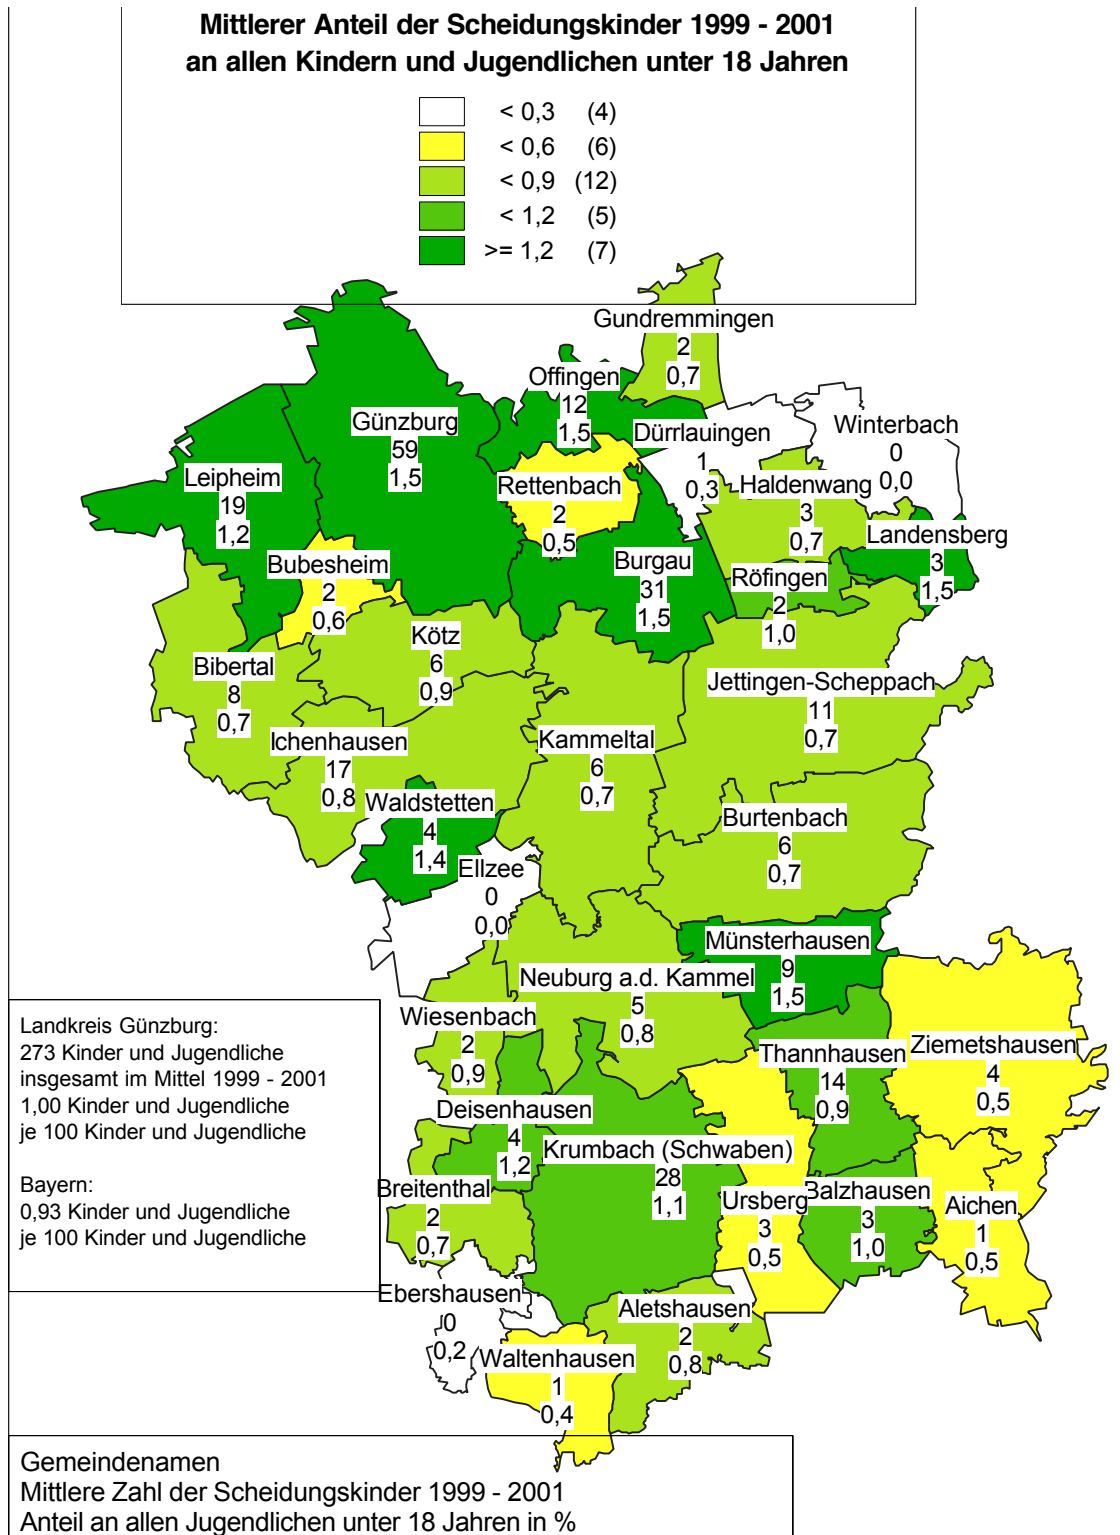 Mittlerer Anteil der Scheidungskinder 1999 - 2001
an allen Kindern und Jugendlichen unter 18 Jahren
< 0,3 (4)
< 0,6 (6)
< 0,9 (12)
< 1,2 (5)
>= 1,2 (7)
Gundremmingen
2
0,7
Offingen
12
1,5
Günzburg
59
1,5
Dürrlauingen
1
0,3
Winterbach
0
0,0
Leipheim
19
1,2
Rettenbach
2
0,5
Haldenwang
3
0,7
Landensberg
3
1,5
Bubesheim
2
0,6
Burgau
31
1,5
Röfingen
2
1,0
Kötz
6
0,9
Bibertal
8
0,7
Jettingen-Scheppach
11
0,7
Ichenhausen
17
0,8
Kammeltal
6
0,7
Waldstetten
4
1,4
Burtenbach
6
0,7
Ellzee
0
0,0
Münsterhausen
9
1,5
Neuburg a.d. Kammel
5
0,8
Wiesenbach
2
0,9
Thannhausen
14
0,9
Ziemetshausen
4
0,5
Deisenhausen
4
1,2
Krumbach (Schwaben)
28
1,1
Breitenthal
2
0,7
Ursberg
3
0,5
Balzhausen
3
1,0
Aichen
1
0,5
Ebershausen
0
0,2
Aletshausen
2
0,8
Waltenhausen
1
0,4
Landkreis Günzburg:
273 Kinder und Jugendliche
insgesamt im Mittel 1999 - 2001
1,00 Kinder und Jugendliche
je 100 Kinder und Jugendliche
Bayern:
0,93 Kinder und Jugendliche
je 100 Kinder und Jugendliche
Gemeindenamen
Mittlere Zahl der Scheidungskinder 1999 - 2001
Anteil an allen Jugendlichen unter 18 Jahren in %